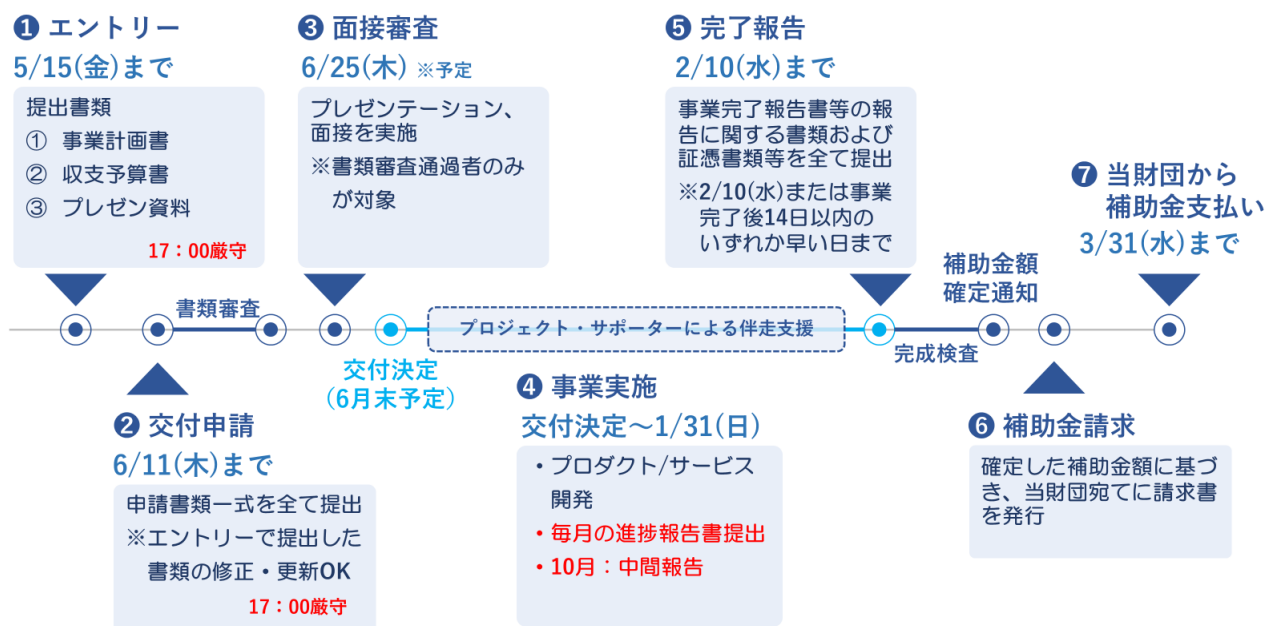 ❶ エントリー
5/15(金)まで
提出書類
① 事業計画書
② 収支予算書
③ プレゼン資料
17：00厳守
❸ 面接審査
6/25(木) ※予定
プレゼンテーション、
面接を実施
※書類審査通過者のみ
が対象
❺ 完了報告
2/10(水)まで
事業完了報告書等の報
告に関する書類および
証憑書類等を全て提出
※2/10(水)または事業
完了後14日以内の
いずれか早い日まで
❼ 当財団から
補助金支払い
3/31(水)まで
書類審査
プロジェクト・サポーターによる伴走支援
補助金額
確定通知
完成検査
交付決定
(6月末予定)
❷ 交付申請
6/11(木)まで
申請書類一式を全て提出
※エントリーで提出した
書類の修正・更新OK
17：00厳守
❹ 事業実施
交付決定～1/31(日)
・プロダクト/サービス
開発
・毎月の進捗報告書提出
・10月：中間報告
❻ 補助金請求
確定した補助金額に基づ
き、当財団宛てに請求書
を発行